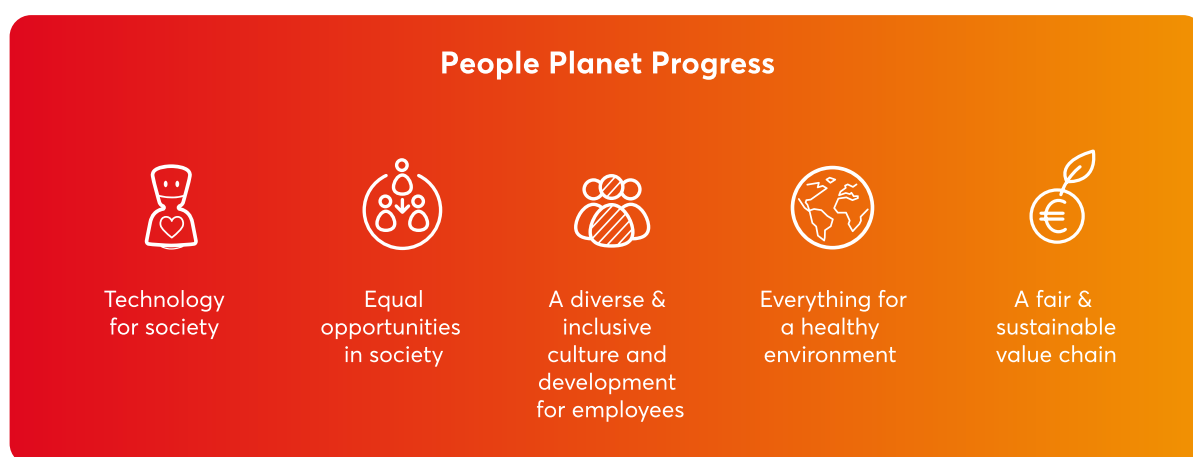 People Planet Progress
Technology
for society
Equal
opportunities
in society
A diverse &
inclusive
culture and
development
for employees
Everything for
a healthy
environment
€
A fair &
sustainable
value chain